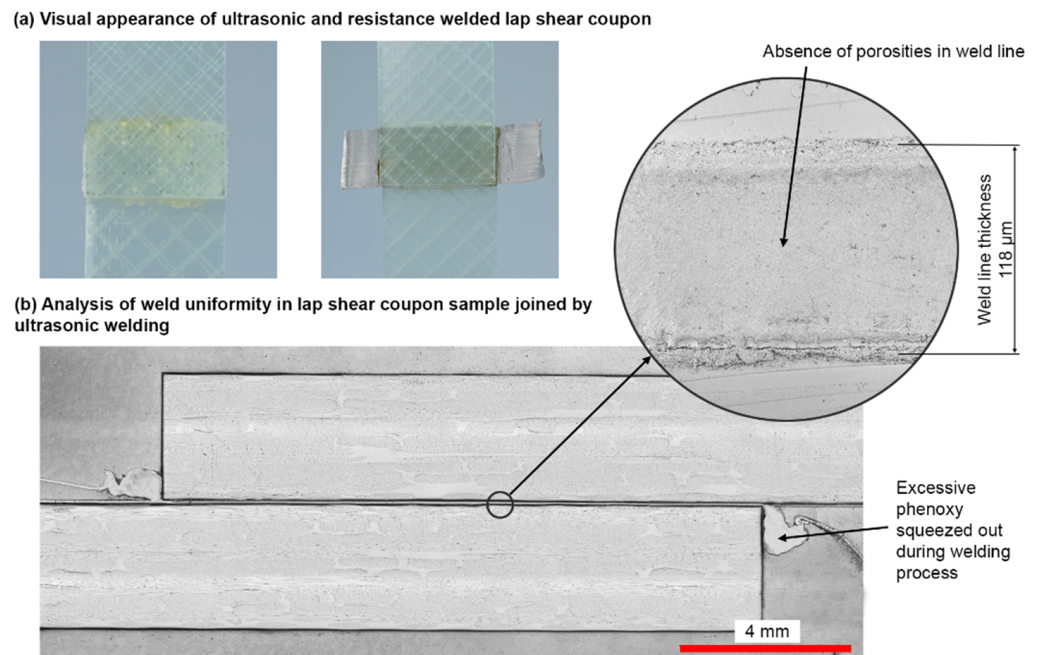 (a) Visual appearance of ultrasonic and resistance welded lap shear coupon
Absence of porosities in weld line
Weld line thickness
118 µm
(b) Analysis of weld uniformity in lap shear coupon sample joined by
ultrasonic welding
Excessive
phenoxy
squeezed out
during welding
process
4 mm